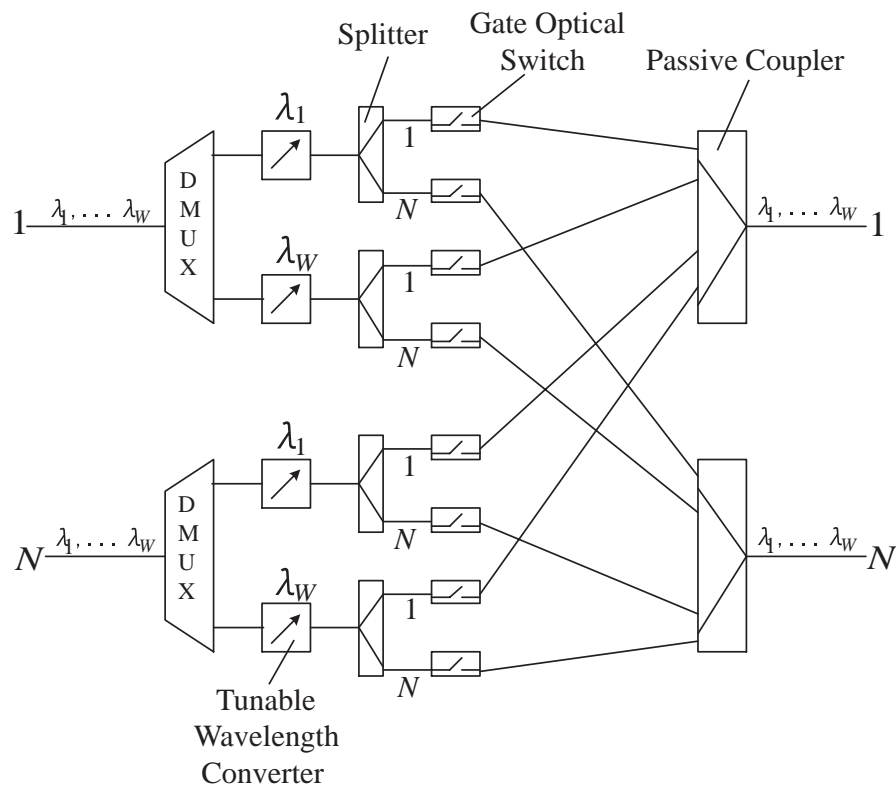 Splitter
Gate Optical
Switch
Passive Coupler
λ1
1
D
M
U
X
N
1 λ1, . . . λW
λW
1
N
λ1, . . . λW 1
λ1
1
D
M
U
X
N
N λ1, . . . λW
λW
1
N
λ1, . . . λW N
Tunable
Wavelength
Converter